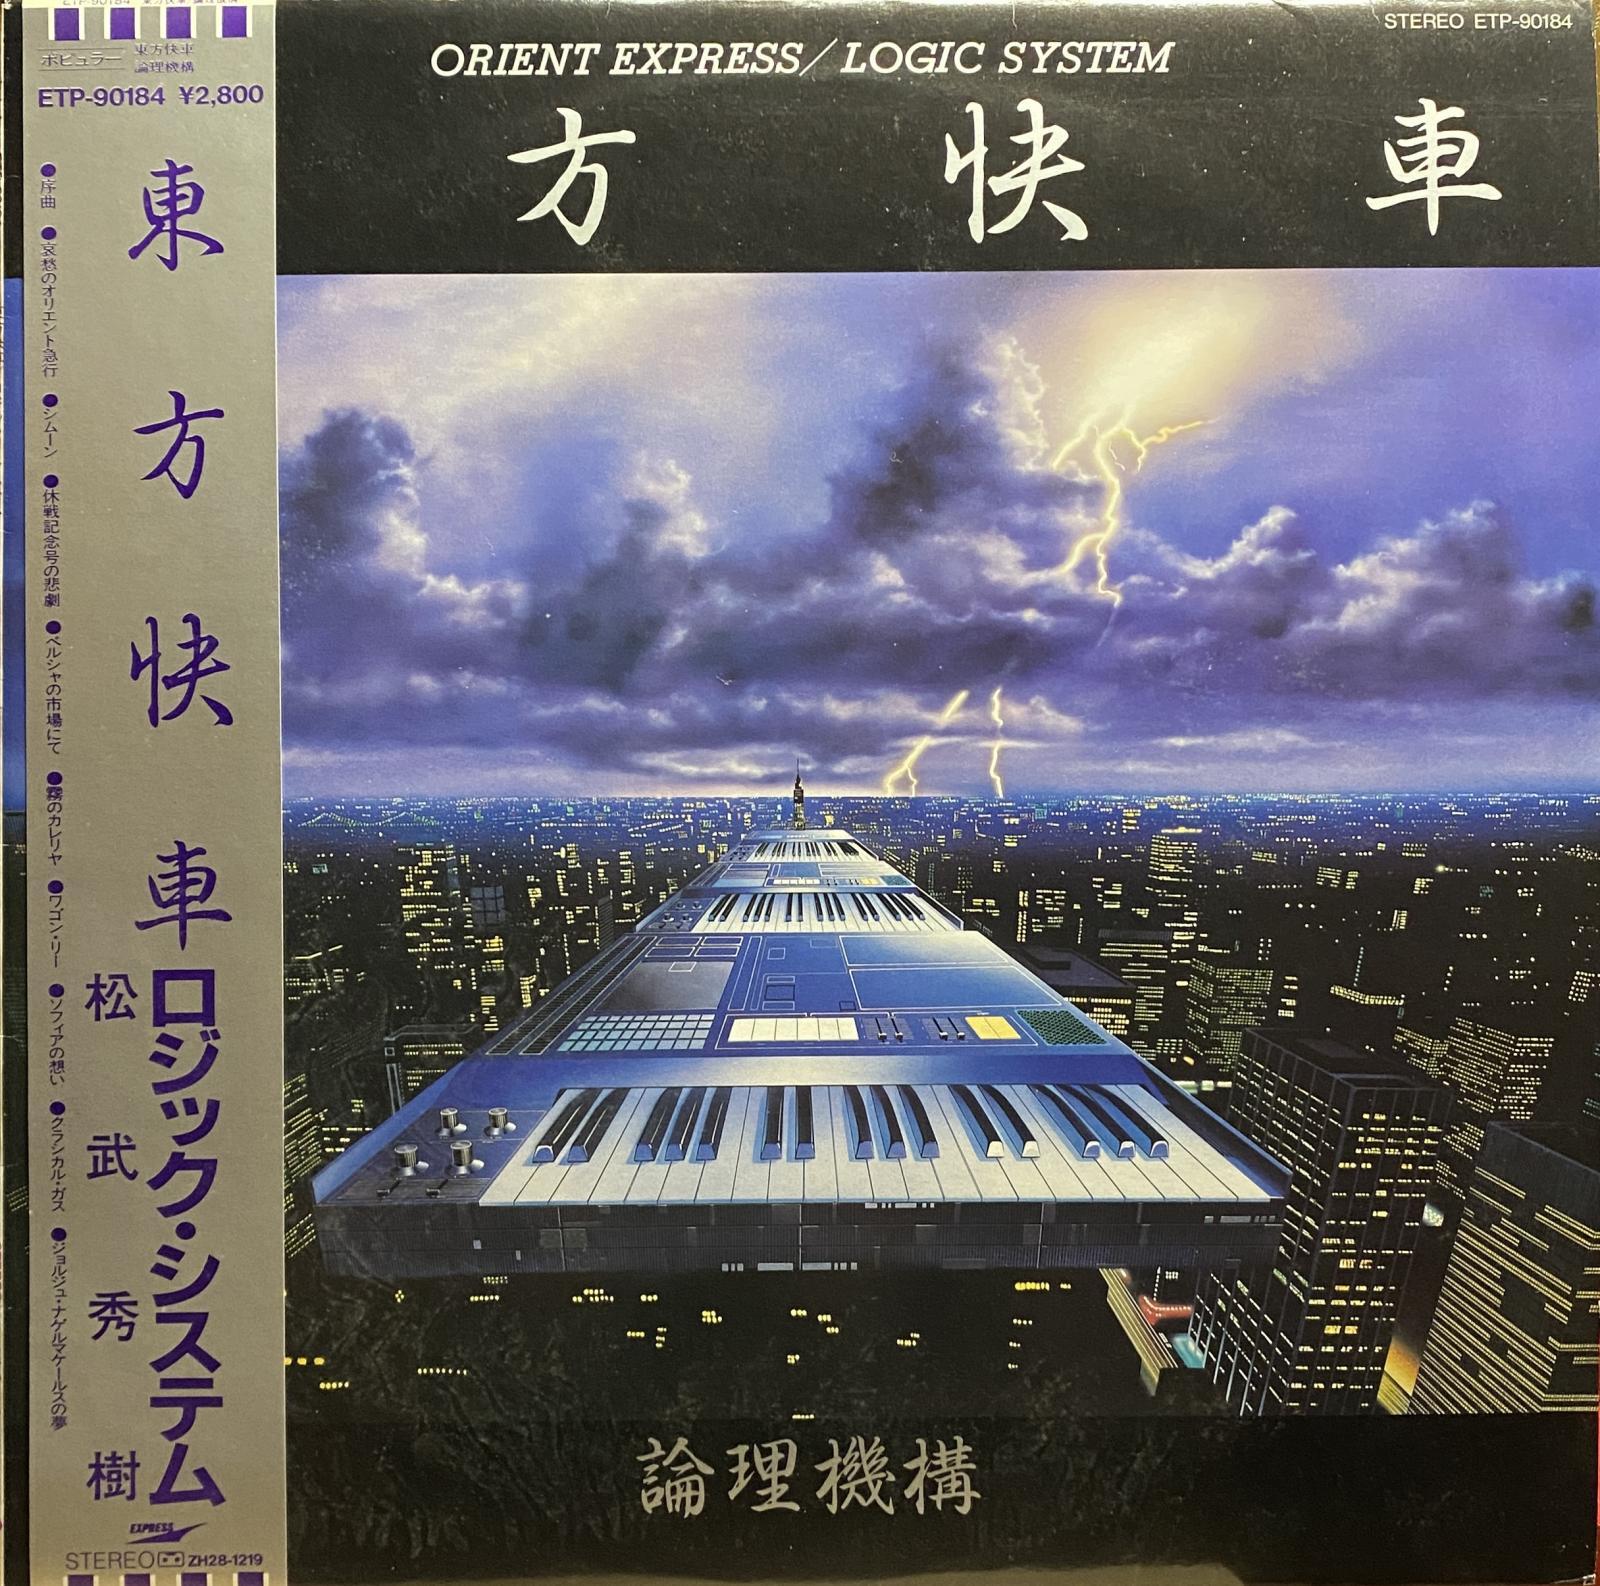 ポピュラー
東方快車
論理機構
ETP-90184 ¥2,800
東方快車
ロジック・システム
松武秀樹
●序曲 ●哀愁のオリエント急行 ●シムーン ●休戦記念号の悲劇 ●ペルシャの市場にて ●霧のカレリヤ ●ワゴン・リー ●ソフィアの想い ●クラシカル・ガス ●ジョルジュ・ナゲルマケールスの夢
EXPRESS
STEREO ZH28-1219
STEREO ETP-90184
ORIENT EXPRESS/LOGIC SYSTEM
方快車
論理機構